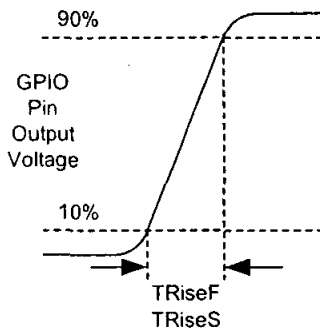 90%
GPIO
Pin
Output
Voltage
10%
TRiseF
TRiseS